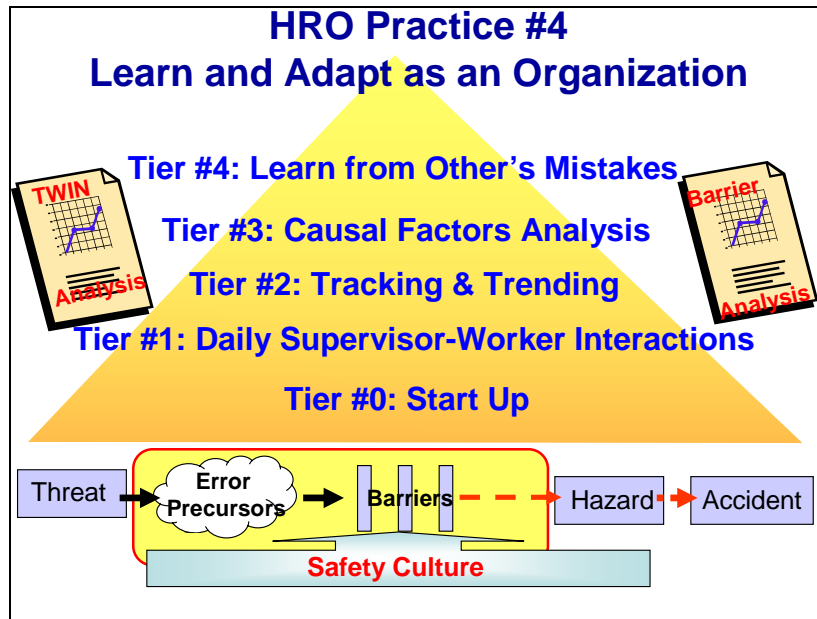 HRO Practice #4
Learn and Adapt as an Organization
Tier #4: Learn from Other's Mistakes
TWIN
Analysis
Barrier
Analysis
Tier #3: Causal Factors Analysis
Tier #2: Tracking & Trending
Tier #1: Daily Supervisor-Worker Interactions
Tier #0: Start Up
Threat
Error
Precursors
Barriers
Hazard
Accident
Safety Culture